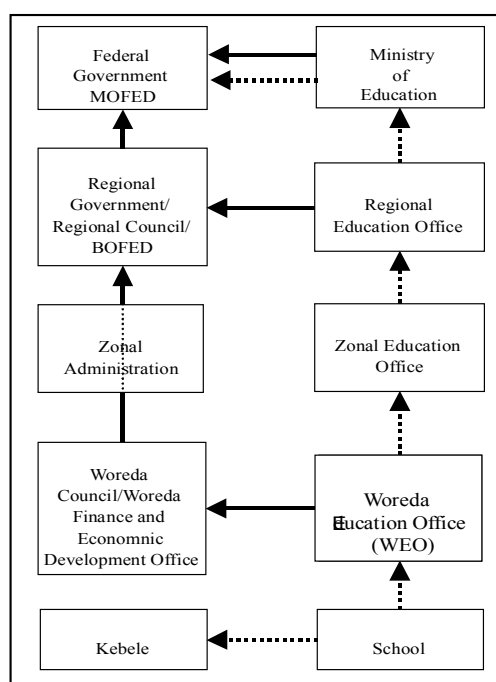 Federal
Government
MOFED
Ministry
of
Education
Regional
Government/
Regional Council/
BOFED
Regional
Education Office
Zonal
Administration
Zonal Education
Office
Woreda
Council/Woreda
Finance and
Economnic
Development Office
Woreda
Eucation Office
(WEO)
Kebele
School